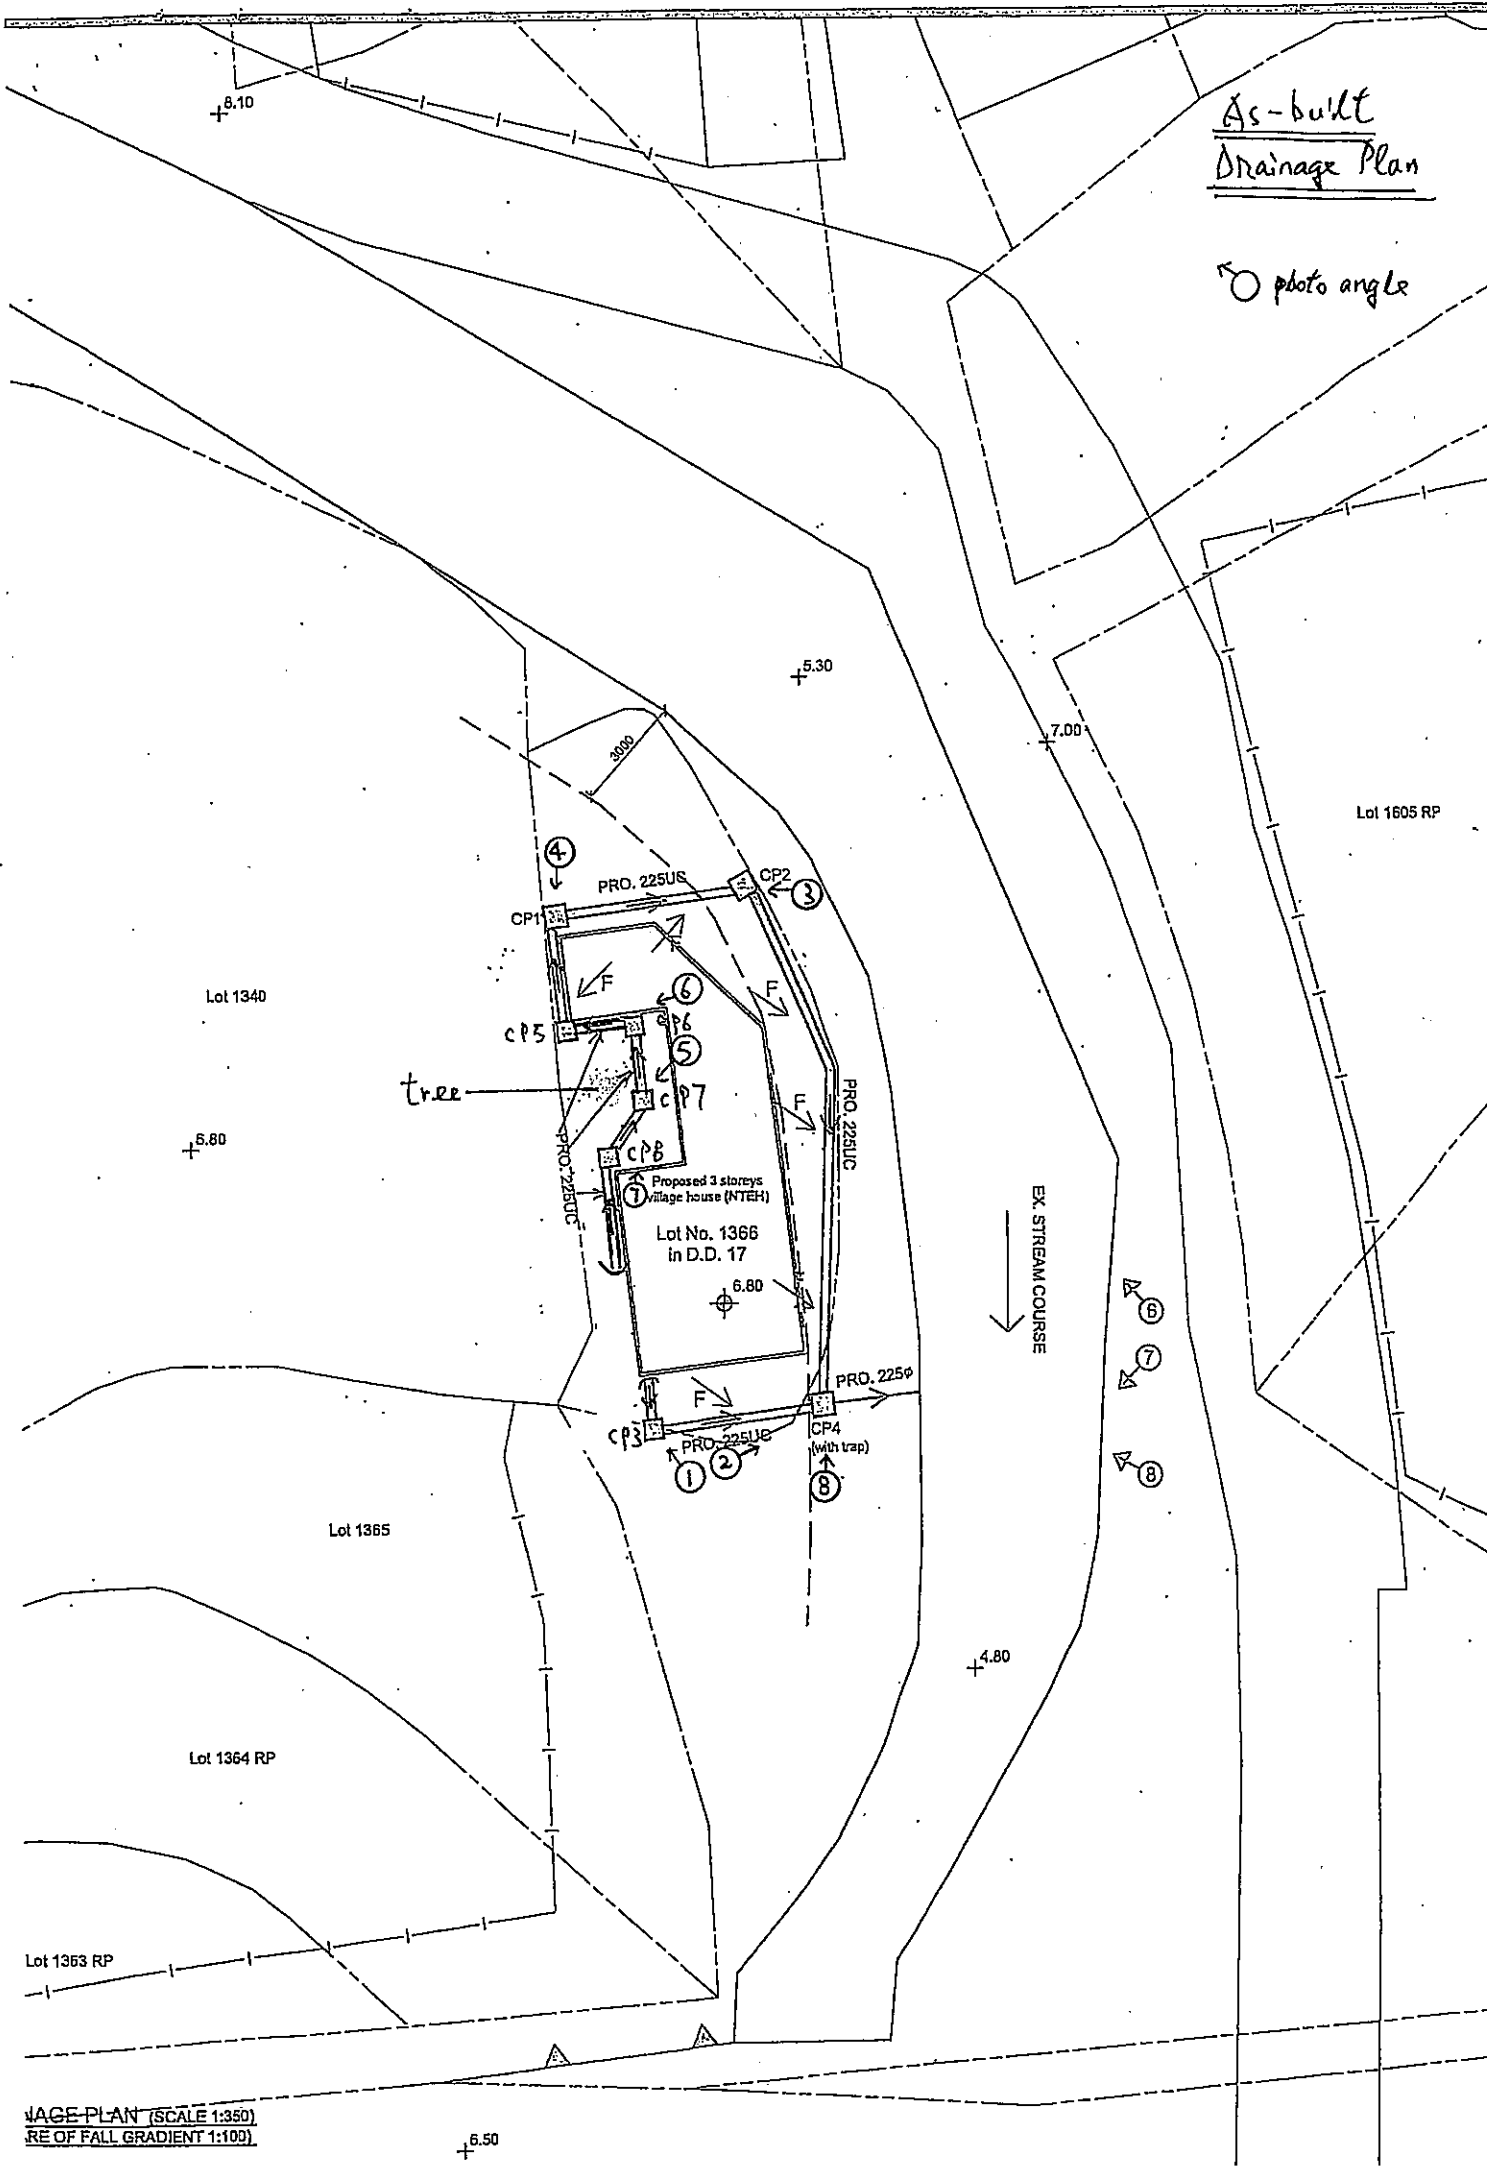 As-built
Drainage Plan
photo angle
8.10
5.30
7.00
Lot 1605 RP
3000
4
PRO. 225UC
CP2
3
CP1
F
F
F
Lot 1340
6
CP5
CP6
5
tree
CP7
F
PRO. 225UC
6.80
CP8
PRO. 225UC
7
Proposed 3 storeys
village house (NTEH)
Lot No. 1366
in D.D. 17
6.80
EX. STREAM COURSE
6
7
8
PRO. 225φ
F
CP3
PRO. 225UC
CP4
(with trap)
1
2
8
Lot 1365
4.80
Lot 1364 RP
Lot 1363 RP
NAGE PLAN (SCALE 1:350)
RE OF FALL GRADIENT 1:100)
6.50